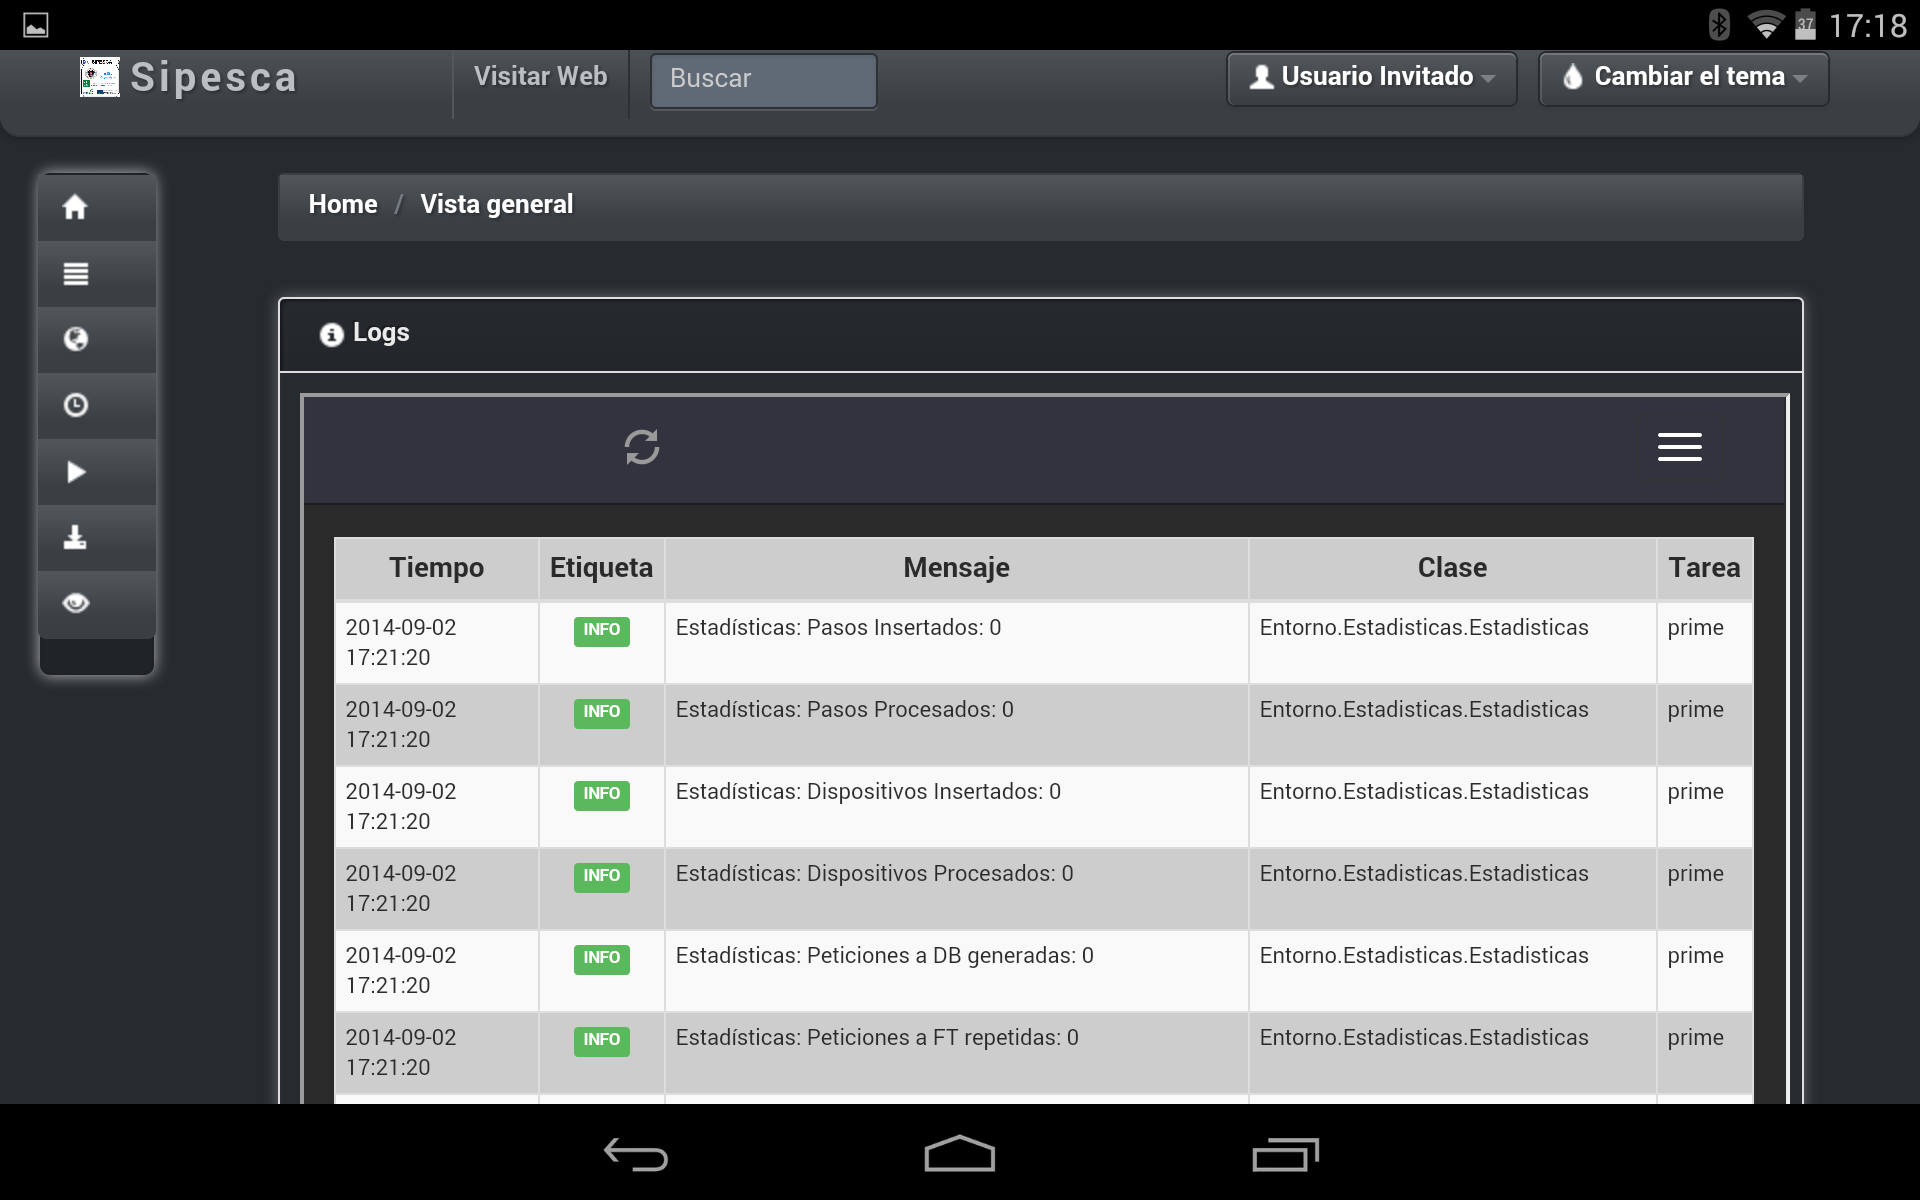 37 17:18
Sipesca Visitar Web Buscar Usuario Invitado Cambiar el tema
Home / Vista general
Logs
Tiempo Etiqueta Mensaje Clase Tarea
2014-09-02 INFO Estadísticas: Pasos Insertados: 0 Entorno.Estadisticas.Estadisticas prime
17:21:20
2014-09-02 INFO Estadísticas: Pasos Procesados: 0 Entorno.Estadisticas.Estadisticas prime
17:21:20
2014-09-02 INFO Estadísticas: Dispositivos Insertados: 0 Entorno.Estadisticas.Estadisticas prime
17:21:20
2014-09-02 INFO Estadísticas: Dispositivos Procesados: 0 Entorno.Estadisticas.Estadisticas prime
17:21:20
2014-09-02 INFO Estadísticas: Peticiones a DB generadas: 0 Entorno.Estadisticas.Estadisticas prime
17:21:20
2014-09-02 INFO Estadísticas: Peticiones a FT repetidas: 0 Entorno.Estadisticas.Estadisticas prime
17:21:20